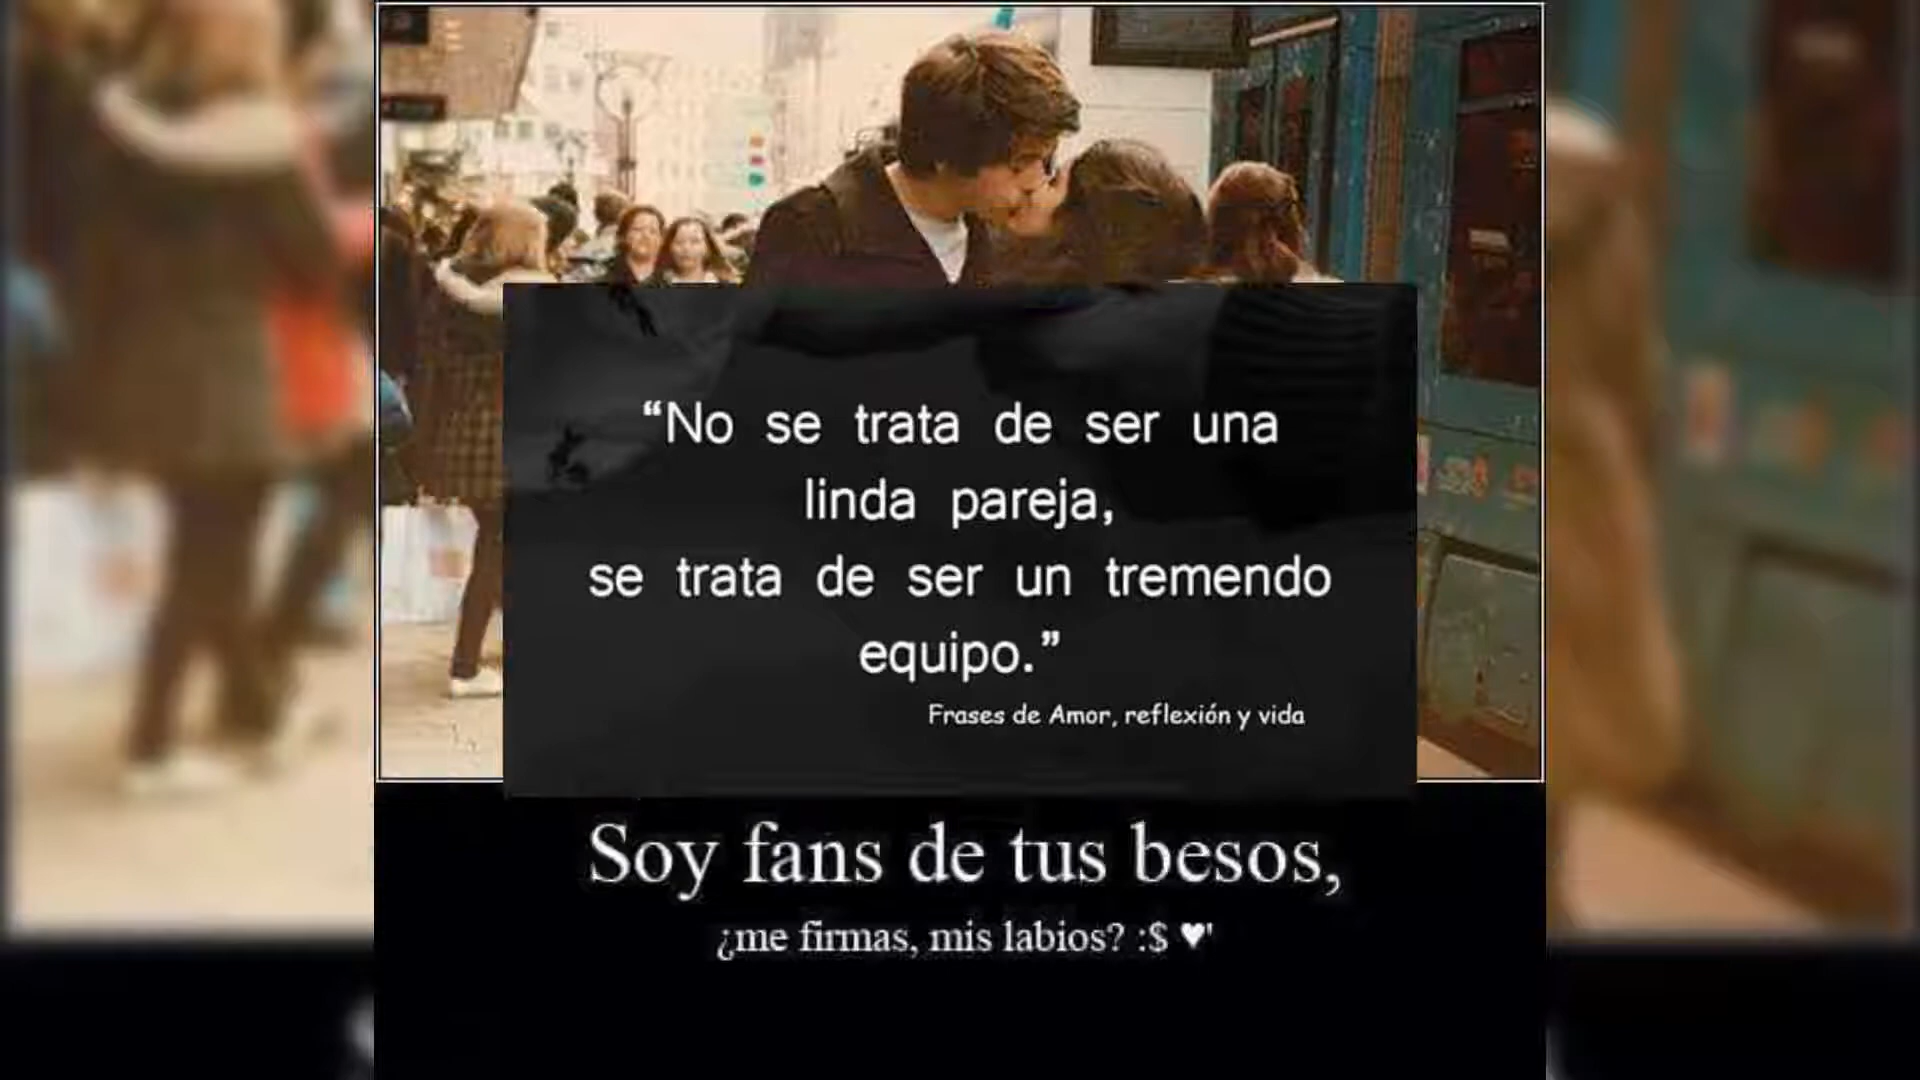 “No se trata de ser una
linda pareja,
se trata de ser un tremendo
equipo.”
Frases de Amor, reflexión y vida
Soy fans de tus besos,
¿me firmas, mis labios? :$ ♥'